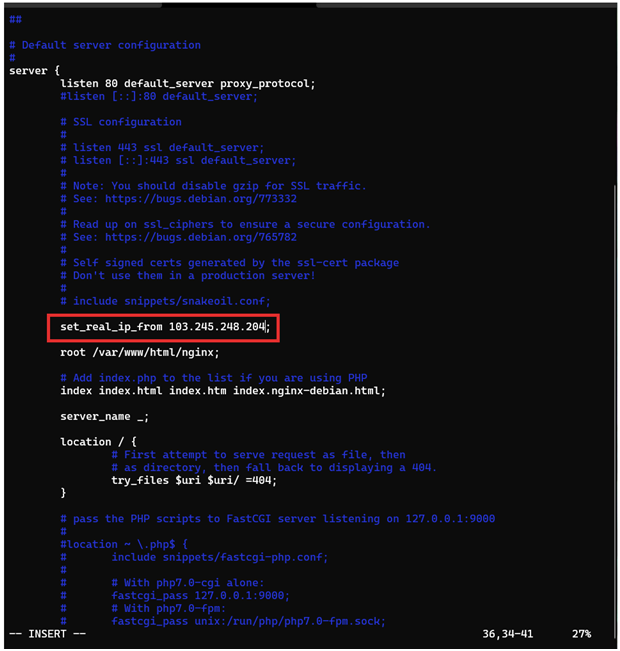 ##
# Default server configuration
#
server {
listen 80 default_server proxy_protocol;
#listen [::]:80 default_server;
# SSL configuration
#
# listen 443 ssl default_server;
# listen [::]:443 ssl default_server;
#
# Note: You should disable gzip for SSL traffic.
# See: https://bugs.debian.org/773332
#
# Read up on ssl_ciphers to ensure a secure configuration.
# See: https://bugs.debian.org/765782
#
# Self signed certs generated by the ssl-cert package
# Don't use them in a production server!
#
# include snippets/snakeoil.conf;
set_real_ip_from 103.245.248.204;
root /var/www/html/nginx;
# Add index.php to the list if you are using PHP
index index.html index.htm index.nginx-debian.html;
server_name _;
location / {
# First attempt to serve request as file, then
# as directory, then fall back to displaying a 404.
try_files $uri $uri/ =404;
}
# pass the PHP scripts to FastCGI server listening on 127.0.0.1:9000
#
#location ~ \.php$ {
# include snippets/fastcgi-php.conf;
#
# # With php7.0-cgi alone:
# fastcgi_pass 127.0.0.1:9000;
# # With php7.0-fpm:
# fastcgi_pass unix:/run/php/php7.0-fpm.sock;
-- INSERT -- 36,34-41 27%